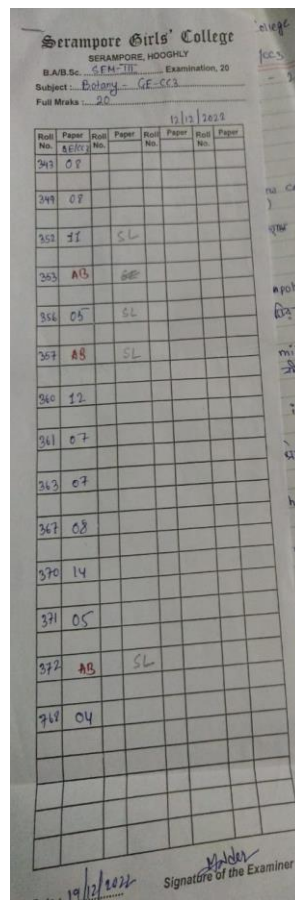 Serampore Girls' College
SERAMPORE, HOOGHLY
B.A/B.Sc. SEM-III Examination, 20
Subject : Botany - GE-CC3
Full Mraks : 20
12/12/2022
Roll No. Paper Roll No. Paper Roll No. Paper Roll No. Paper
GE/CC3
343 08
349 08
352 11 SL
353 AB
356 05 SL
357 AB SL
360 12
361 07
363 07
367 08
370 14
371 05
372 AB SL
768 04
19/12/2022
Signature of the Examiner